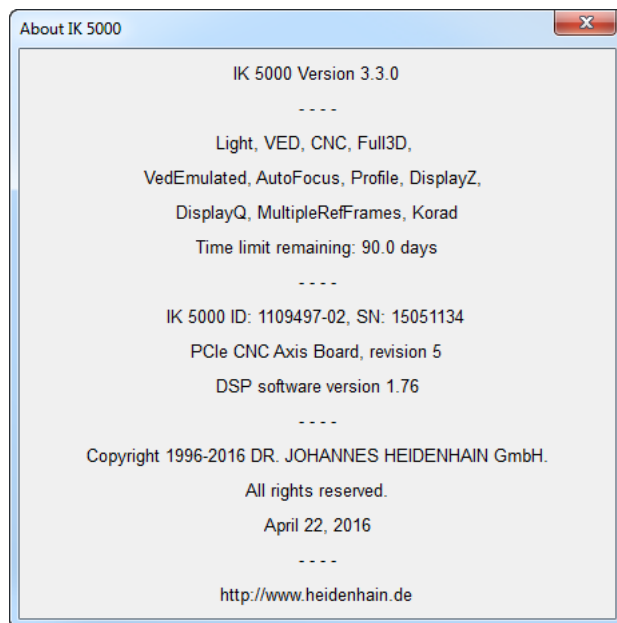 About IK 5000
IK 5000 Version 3.3.0
- - - -
Light, VED, CNC, Full3D,
VedEmulated, AutoFocus, Profile, DisplayZ,
DisplayQ, MultipleRefFrames, Korad
Time limit remaining: 90.0 days
- - - -
IK 5000 ID: 1109497-02, SN: 15051134
PCIe CNC Axis Board, revision 5
DSP software version 1.76
- - - -
Copyright 1996-2016 DR. JOHANNES HEIDENHAIN GmbH.
All rights reserved.
April 22, 2016
- - - -
http://www.heidenhain.de